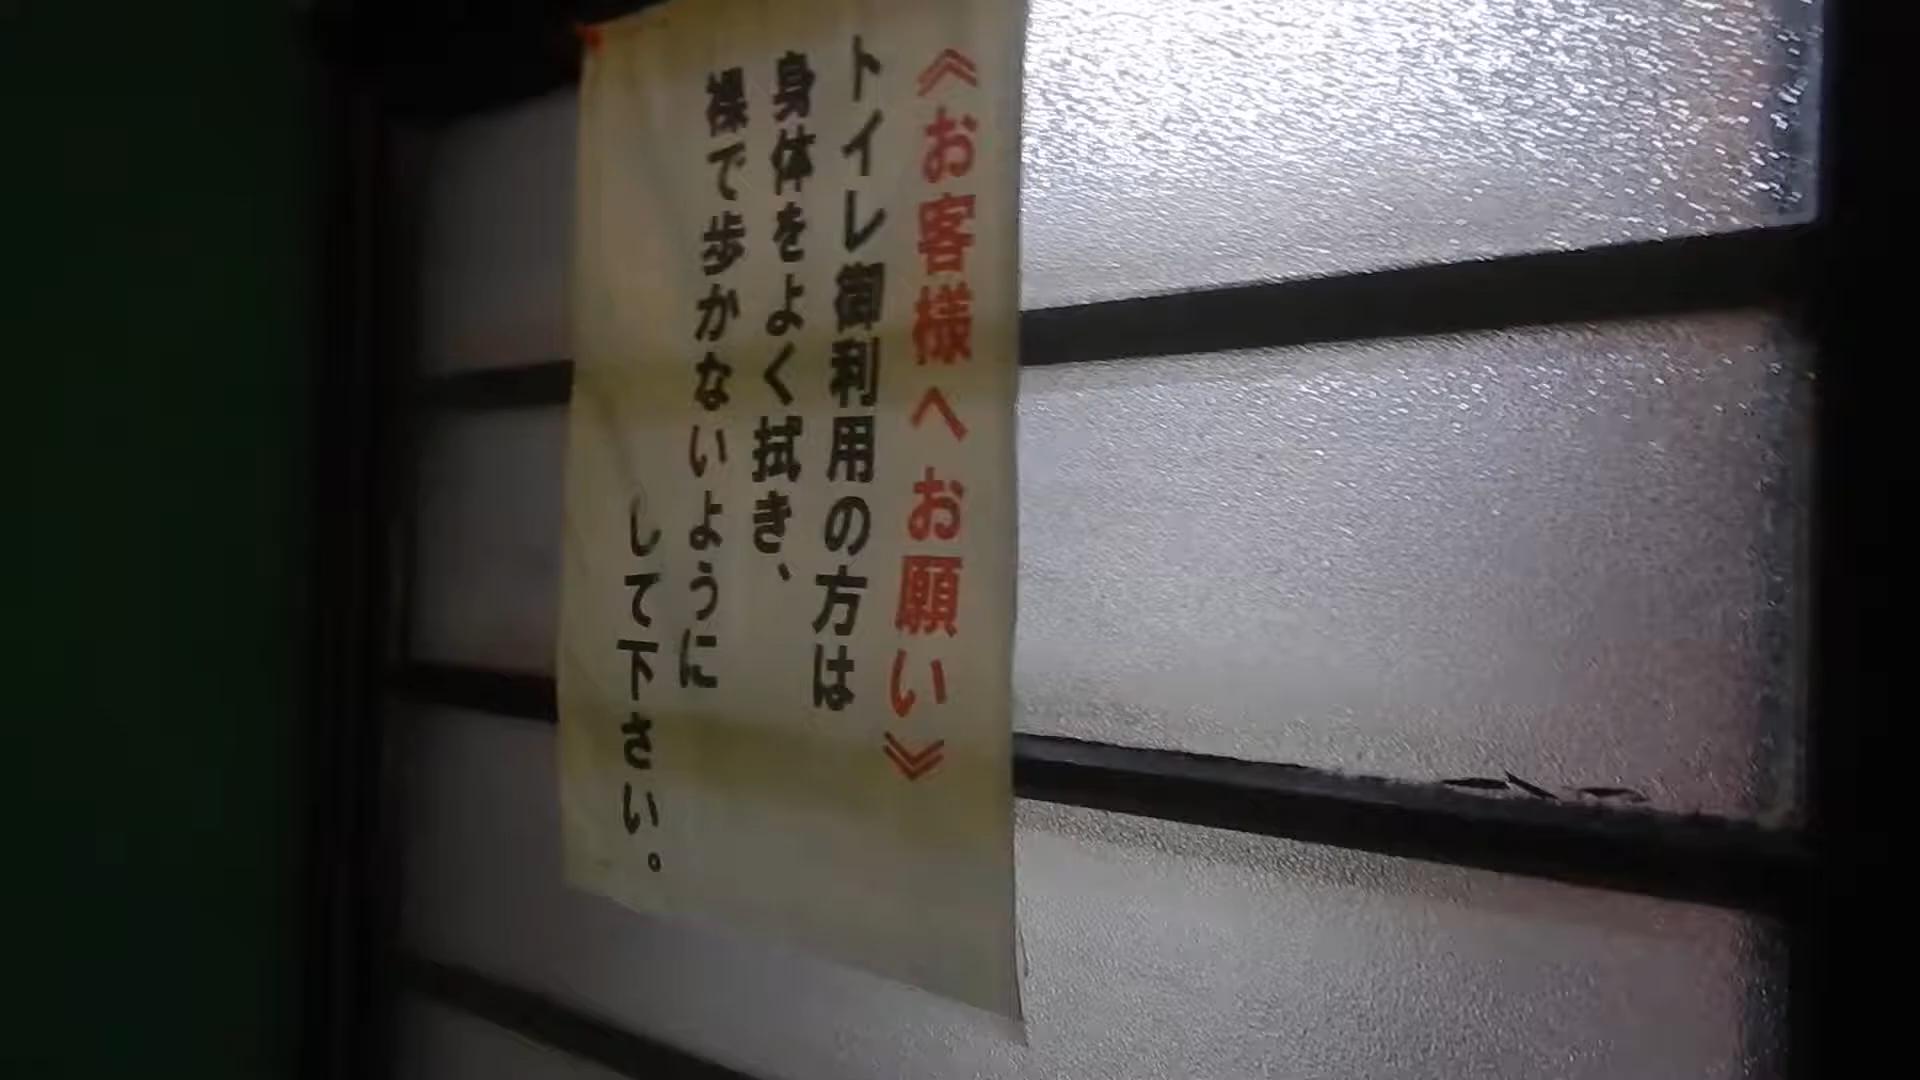 《お客様へお願い》
トイレ御利用の方は
身体をよく拭き、
裸で歩かないように
して下さい。